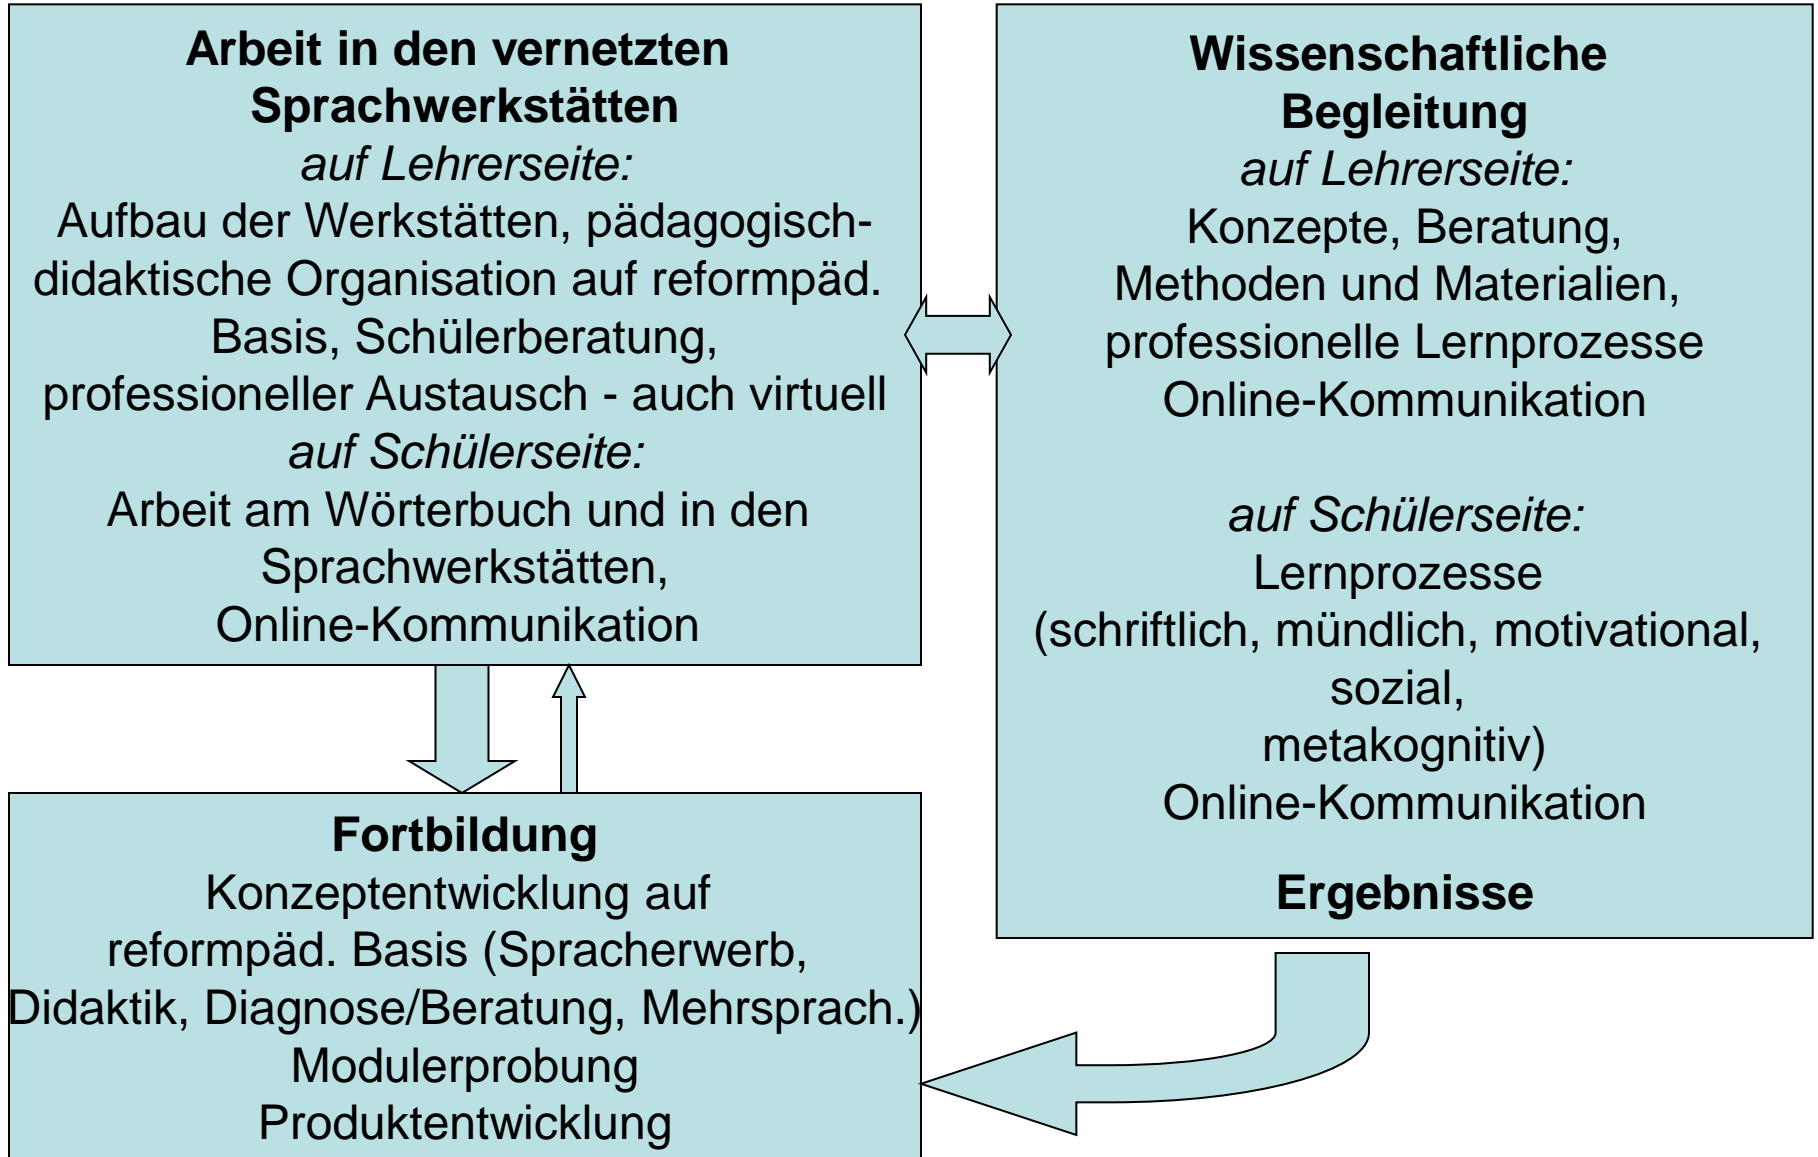 Arbeit in den vernetzten
Sprachwerkstätten
auf Lehrerseite:
Aufbau der Werkstätten, pädagogisch-
didaktische Organisation auf reformpäd.
Basis, Schülerberatung,
professioneller Austausch - auch virtuell
auf Schülerseite:
Arbeit am Wörterbuch und in den
Sprachwerkstätten,
Online-Kommunikation
Wissenschaftliche
Begleitung
auf Lehrerseite:
Konzepte, Beratung,
Methoden und Materialien,
professionelle Lernprozesse
Online-Kommunikation
auf Schülerseite:
Lernprozesse
(schriftlich, mündlich, motivational,
sozial,
metakognitiv)
Online-Kommunikation
Ergebnisse
Fortbildung
Konzeptentwicklung auf
reformpäd. Basis (Spracherwerb,
Didaktik, Diagnose/Beratung, Mehrsprach.)
Modulerprobung
Produktentwicklung